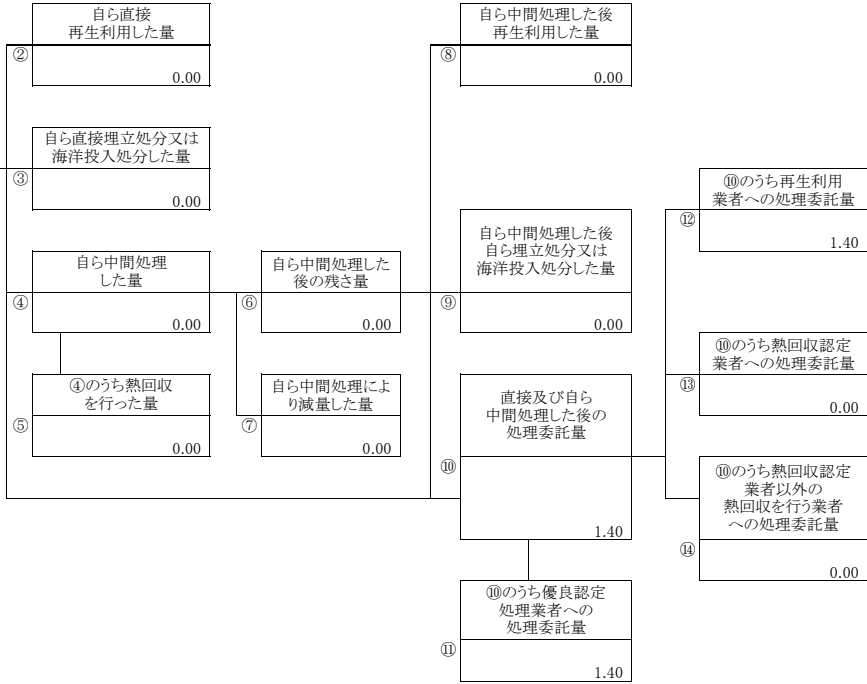 自ら直接
再生利用した量
②
0.00
自ら中間処理した後
再生利用した量
⑧
0.00
自ら直接埋立処分又は
海洋投入処分した量
③
0.00
⑩のうち再生利用
業者への処理委託量
⑫
1.40
自ら中間処理
した量
④
0.00
自ら中間処理した
後の残さ量
⑥
0.00
自ら中間処理した後
自ら埋立処分又は
海洋投入処分した量
⑨
0.00
⑩のうち熱回収認定
業者への処理委託量
⑬
0.00
④のうち熱回収
を行った量
⑤
0.00
自ら中間処理によ
り減量した量
⑦
0.00
直接及び自ら
中間処理した後の
処理委託量
⑩
1.40
⑩のうち熱回収認定
業者以外の
熱回収を行う業者
への処理委託量
⑭
0.00
⑩のうち優良認定
処理業者への
処理委託量
⑪
1.40